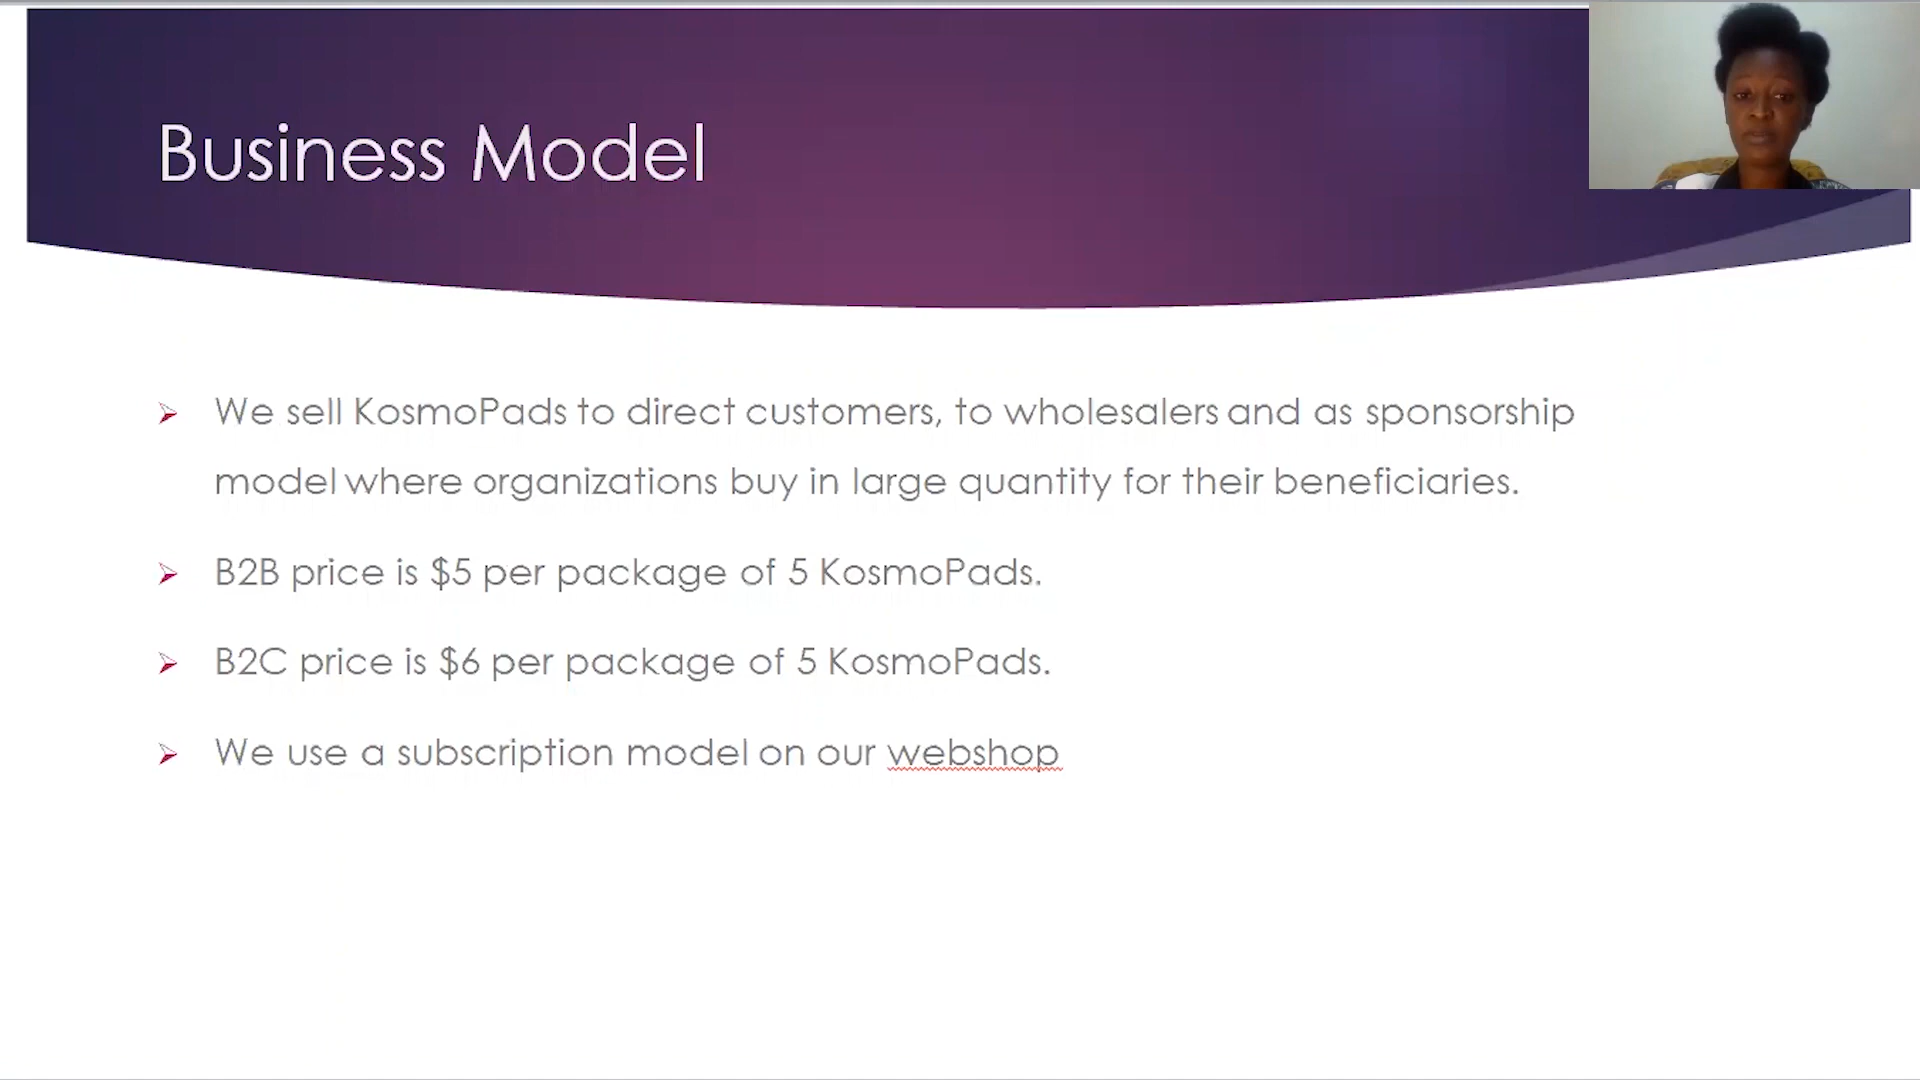 Business Model
We sell KosmoPads to direct customers, to wholesalers and as sponsorship
model where organizations buy in large quantity for their beneficiaries.
B2B price is $5 per package of 5 KosmoPads.
B2C price is $6 per package of 5 KosmoPads.
We use a subscription model on our webshop